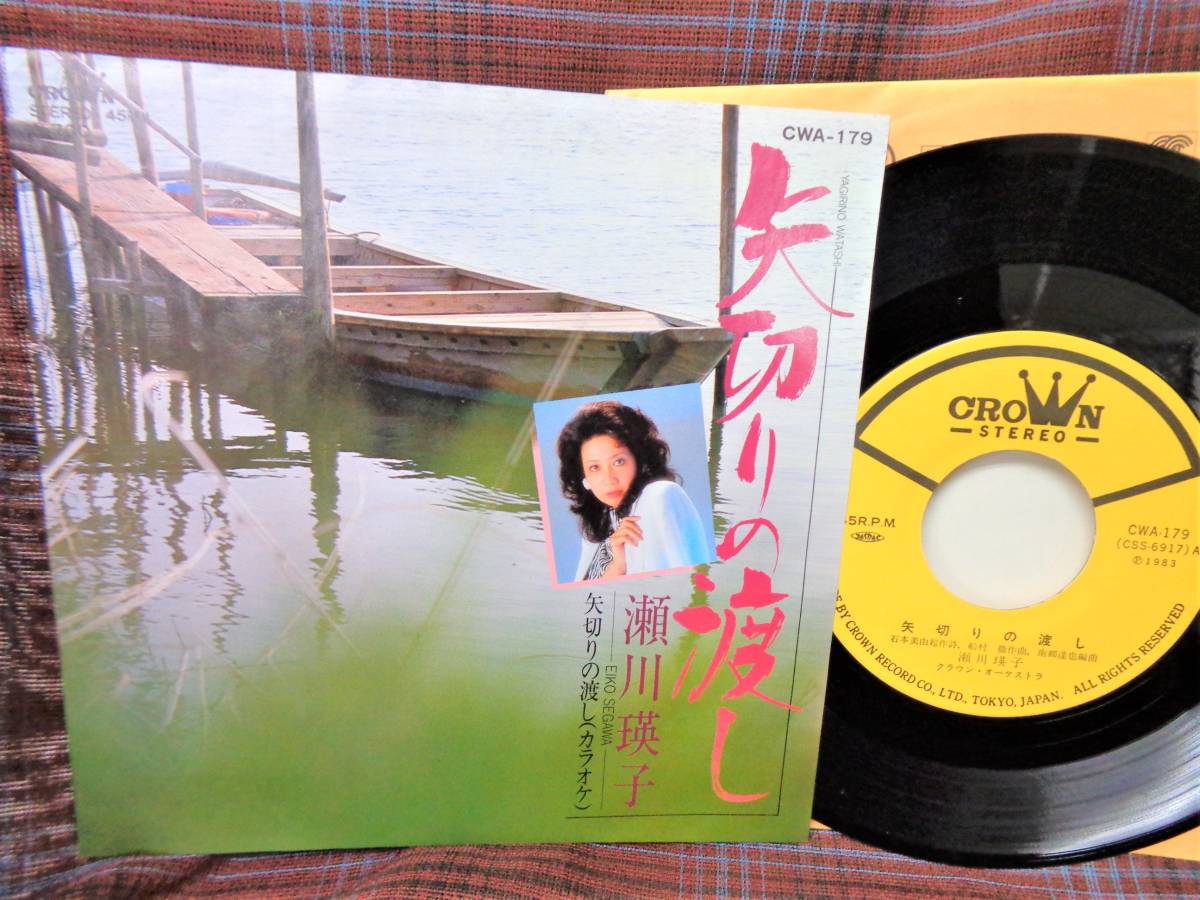 CROWN
STEREO 45
CWA-179
矢切りの渡し
YAGIRINO WATASHI
瀬川瑛子
EIKO SEGAWA
矢切りの渡し(カラオケ)
CROWN
STEREO
5R.P.M.
CWA-179
(CSS-6917)A
Ⓟ1983
矢切りの渡し
石本美由起作詩、船村 徹作曲、南郷達也編曲
瀬川瑛子
クラウン・オーケストラ
E BY CROWN RECORD CO., LTD., TOKYO, JAPAN. ALL RIGHTS RESERVED